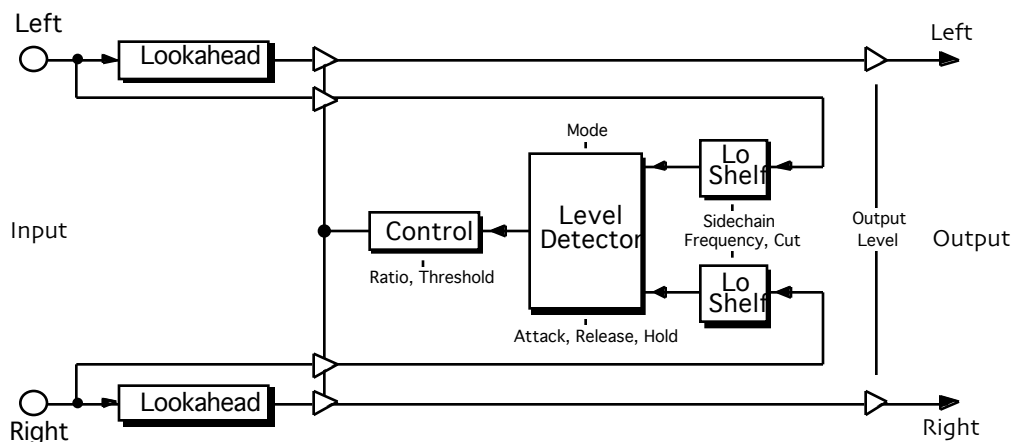 Left
Lookahead
Left
Mode
Lo
Shelf
Input
Control
Level
Detector
Sidechain
Frequency, Cut
Output
Level
Output
Ratio, Threshold
Lo
Shelf
Attack, Release, Hold
Lookahead
Right
Right